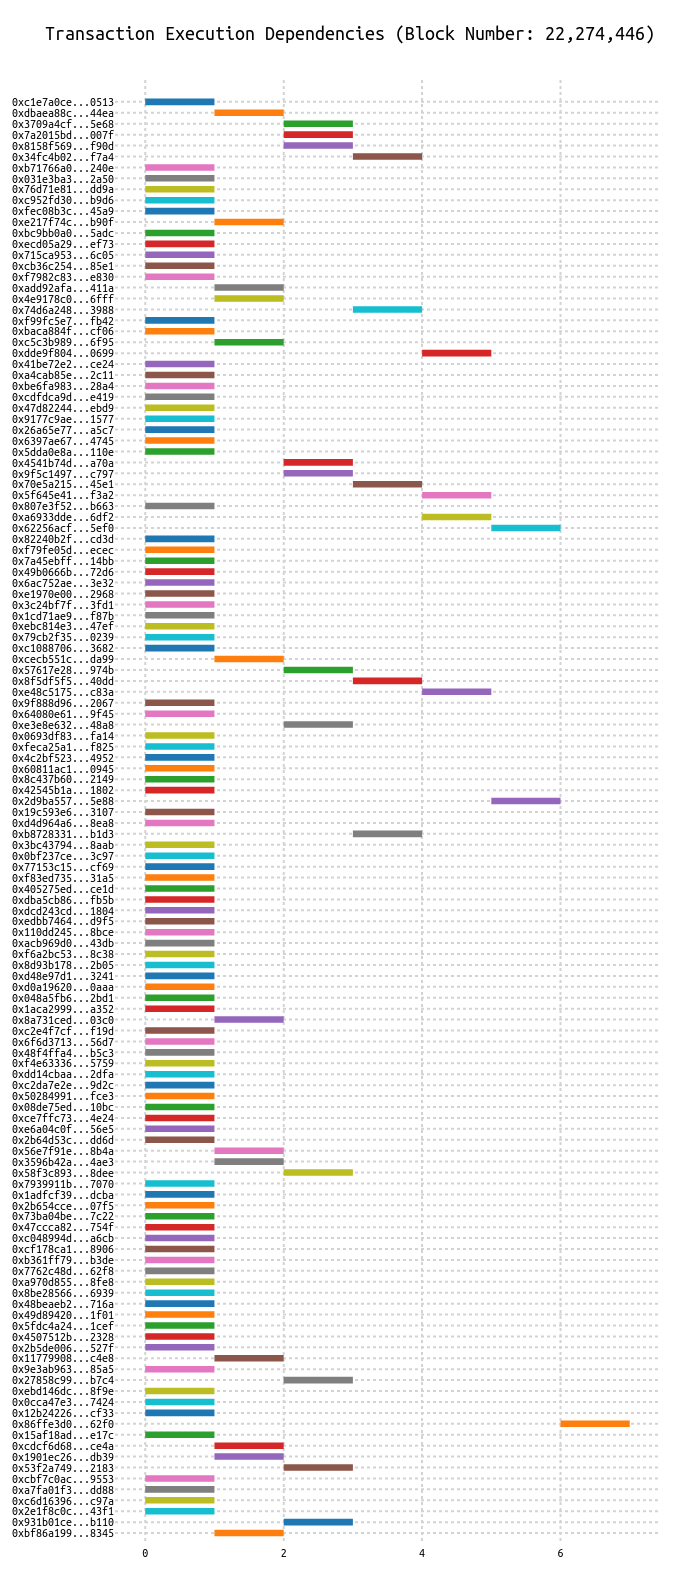 Transaction Execution Dependencies (Block Number: 22,274,446)
0xc1e7a0ce...0513
0xdbaea88c...44ea
0x3709a4cf...5e68
0x7a2015bd...007f
0x8158f569...f90d
0x34fc4b02...f7a4
0xb71766a0...240e
0x031e3ba3...2a50
0x76d71e81...dd9a
0xc952fd30...b9d6
0xfec08b3c...45a9
0xe217f74c...b90f
0xbc9bb0a0...5adc
0xecd05a29...ef73
0x715ca953...6c05
0xcb36c254...85e1
0xf7982c83...e830
0xadd92afa...411a
0x4e9178c0...6fff
0x74d6a248...3988
0xf99fc5e7...fb42
0xbaca884f...cf06
0xc5c3b989...6f95
0xdde9f804...0699
0x41be72e2...ce24
0xa4cab85e...2c11
0xbe6fa983...28a4
0xcdfdca9d...e419
0x47d82244...ebd9
0x9177c9ae...1577
0x26a65e77...a5c7
0x6397ae67...4745
0x5dda0e8a...110e
0x4541b74d...a70a
0x9f5c1497...c797
0x70e5a215...45e1
0x5f645e41...f3a2
0x807e3f52...b663
0xa6933dde...6df2
0x62256acf...5ef0
0x82240b2f...cd3d
0xf79fe05d...ecec
0x7a45ebff...14bb
0x49b0666b...72d6
0x6ac752ae...3e32
0xe1970e00...2968
0x3c24bf7f...3fd1
0x1cd71ae9...f87b
0xebc814e3...47ef
0x79cb2f35...0239
0xc1088706...3682
0xcecb551c...da99
0x57617e28...974b
0x8f5df5f5...40dd
0xe48c5175...c83a
0x9f888d96...2067
0x64080e61...9f45
0xe3e8e632...48a8
0x0693df83...fa14
0xfeca25a1...f825
0x4c2bf523...4952
0x60811ac1...0945
0x8c437b60...2149
0x42545b1a...1802
0x2d9ba557...5e88
0x19c593e6...3107
0xd4d964a6...8ea8
0xb8728331...b1d3
0x3bc43794...8aab
0x0bf237ce...3c97
0x77153c15...cf69
0xf83ed735...31a5
0x405275ed...ce1d
0xdba5cb86...fb5b
0xdcd243cd...1804
0xedbb7464...d9f5
0x110dd245...8bce
0xacb969d0...43db
0xf6a2bc53...8c38
0x8d93b178...2b05
0xd48e97d1...3241
0xd0a19620...0aaa
0x048a5fb6...2bd1
0x1aca2999...a352
0x8a731ced...03c0
0xc2e4f7cf...f19d
0x6f6d3713...56d7
0x48f4ffa4...b5c3
0xf4e63336...5759
0xdd14cbaa...2dfa
0xc2da7e2e...9d2c
0x50284991...fce3
0x08de75ed...10bc
0xce7ffc73...4e24
0xe6a04c0f...56e5
0x2b64d53c...dd6d
0x56e7f91e...8b4a
0x3596b42a...4ae3
0x58f3c893...8dee
0x7939911b...7070
0x1adfcf39...dcba
0x2b654cce...07f5
0x73ba04be...7c22
0x47ccca82...754f
0xc048994d...a6cb
0xcf178ca1...8906
0xb361ff79...b3de
0x7762c48d...62f8
0xa970d855...8fe8
0x8be28566...6939
0x48beaeb2...716a
0x49d89420...1f01
0x5fdc4a24...1cef
0x4507512b...2328
0x2b5de006...527f
0x11779908...c4e8
0x9e3ab963...85a5
0x27858c99...b7c4
0xebd146dc...8f9e
0x0cca47e3...7424
0x12b24226...cf33
0x86ffe3d0...62f0
0x15af18ad...e17c
0xcdcf6d68...ce4a
0x1901ec26...db39
0x53f2a749...2183
0xcbf7c0ac...9553
0xa7fa01f3...dd88
0xc6d16396...c97a
0x2e1f8c0c...43f1
0x931b01ce...b110
0xbf86a199...8345
0 2 4 6